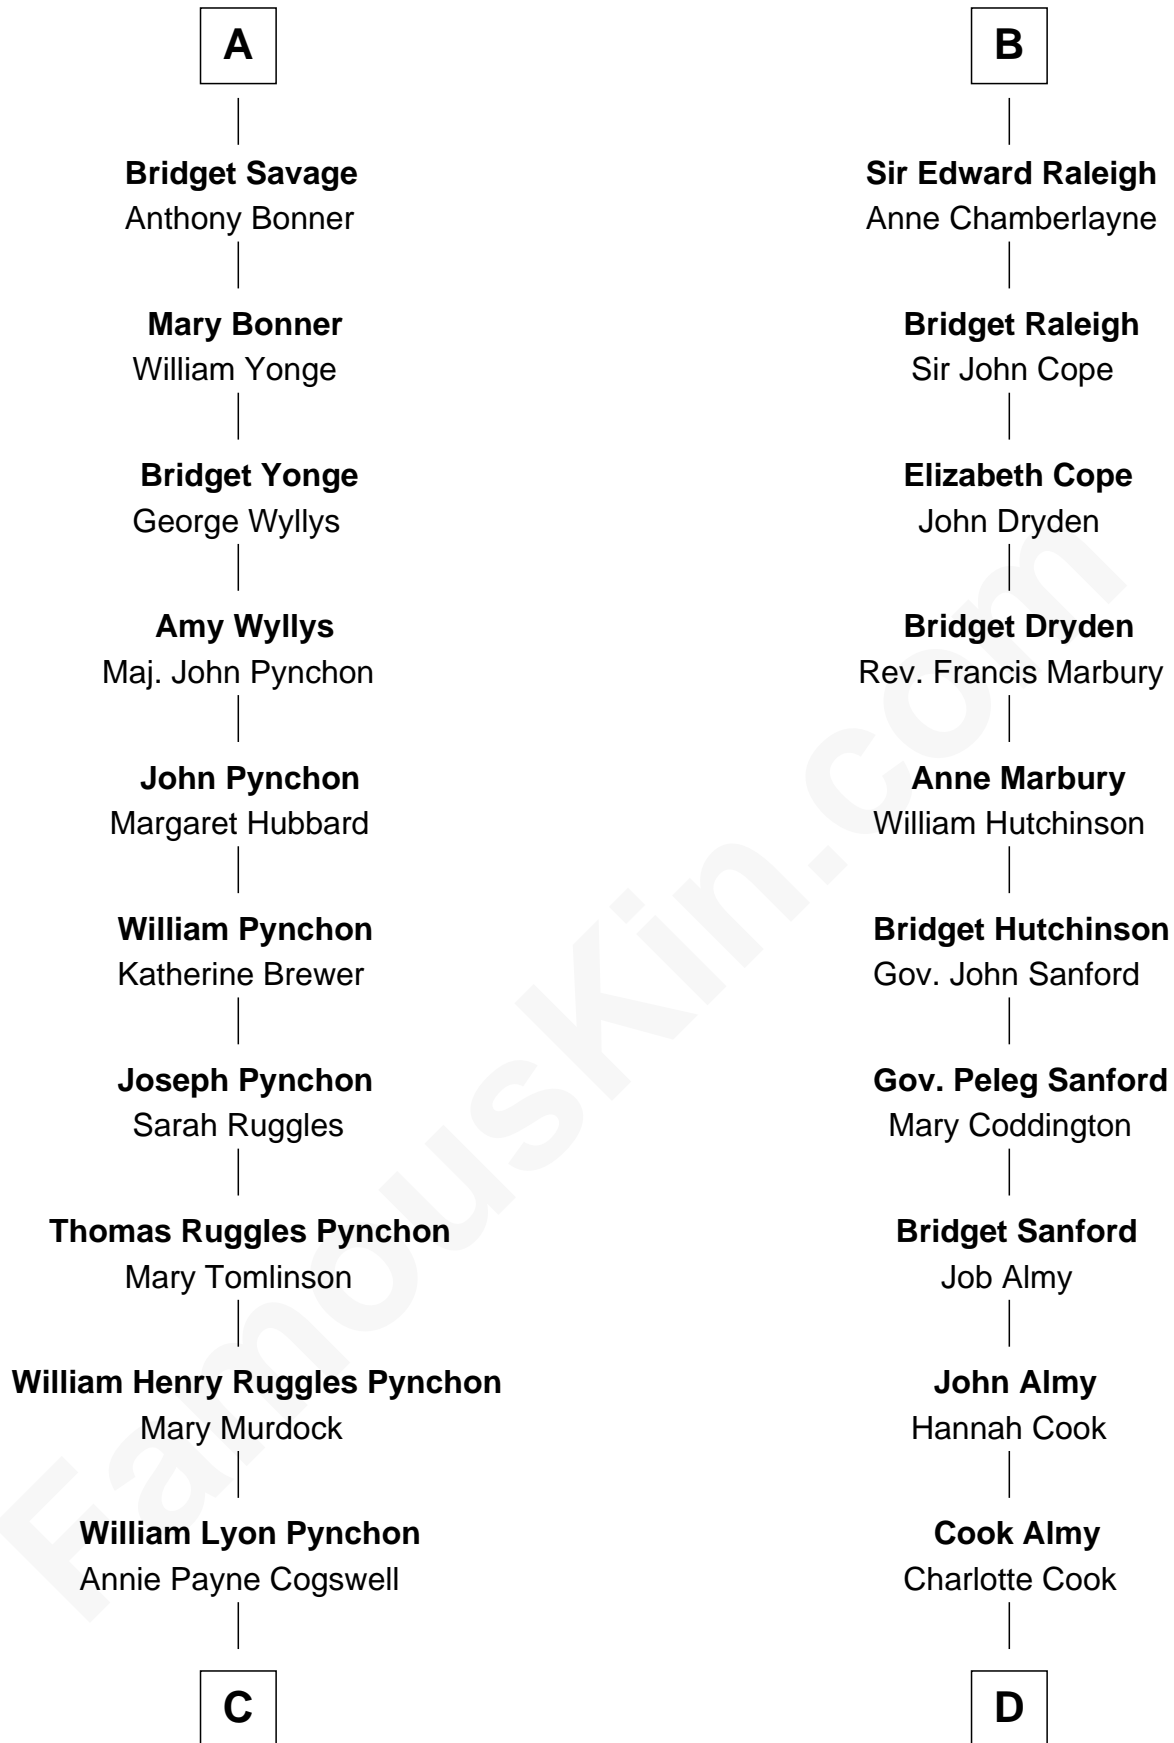 A
Bridget Savage
Anthony Bonner
Mary Bonner
William Yonge
Bridget Yonge
George Wyllys
Amy Wyllys
Maj. John Pynchon
John Pynchon
Margaret Hubbard
William Pynchon
Katherine Brewer
Joseph Pynchon
Sarah Ruggles
Thomas Ruggles Pynchon
Mary Tomlinson
William Henry Ruggles Pynchon
Mary Murdock
William Lyon Pynchon
Annie Payne Cogswell
C
B
Sir Edward Raleigh
Anne Chamberlayne
Bridget Raleigh
Sir John Cope
Elizabeth Cope
John Dryden
Bridget Dryden
Rev. Francis Marbury
Anne Marbury
William Hutchinson
Bridget Hutchinson
Gov. John Sanford
Gov. Peleg Sanford
Mary Coddington
Bridget Sanford
Job Almy
John Almy
Hannah Cook
Cook Almy
Charlotte Cook
D
FamousKin.com